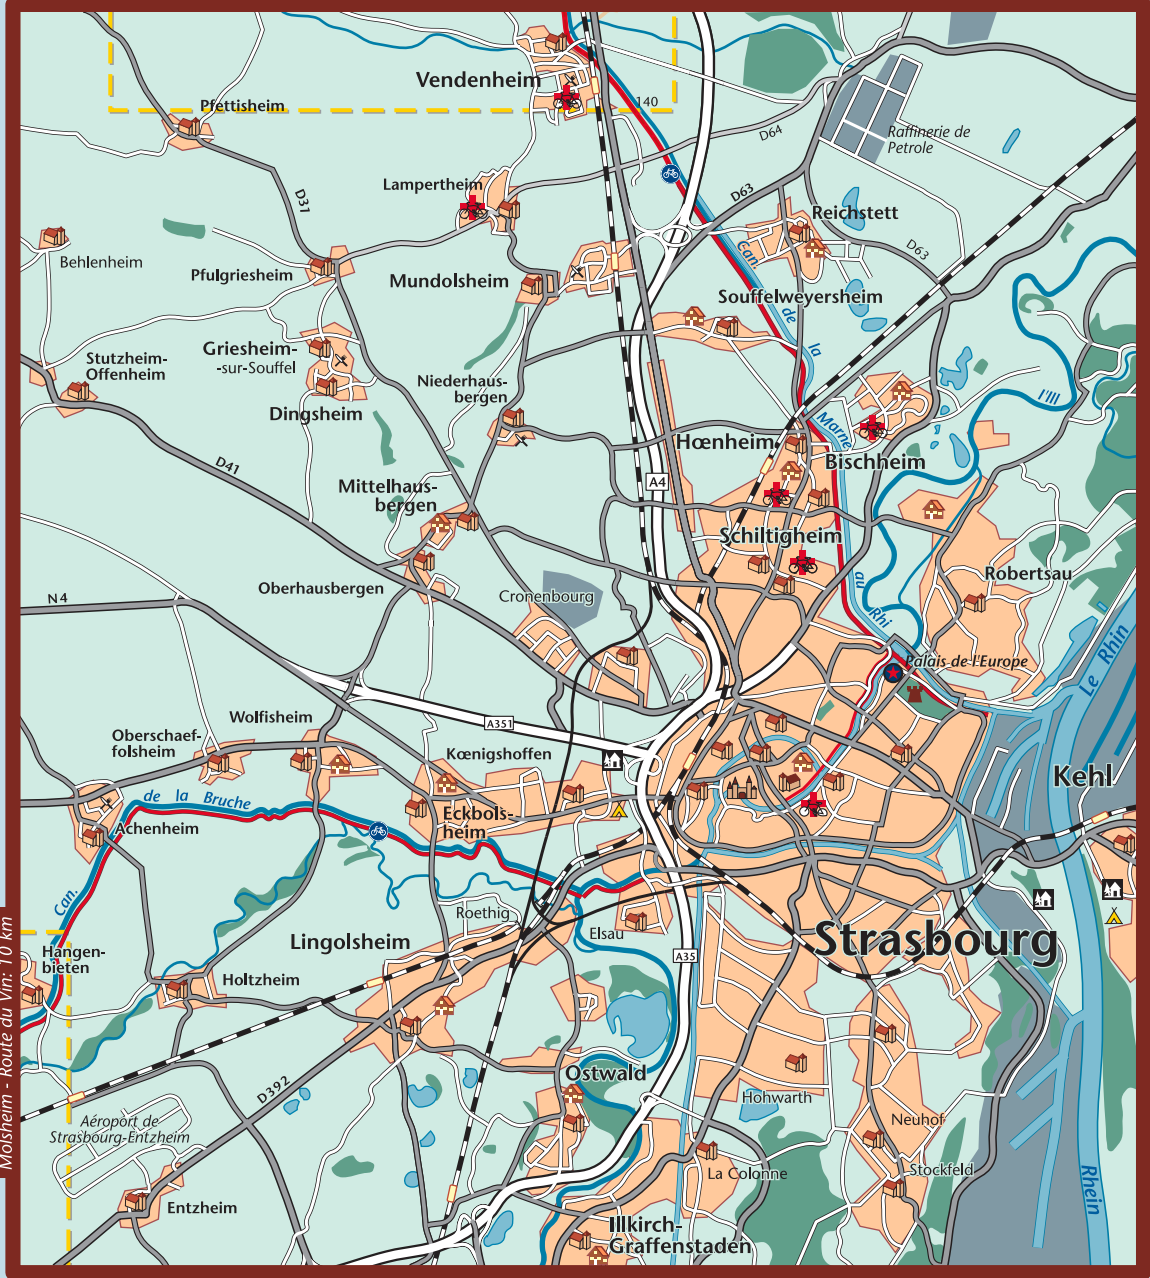 Vendenheim
140
Pfettisheim
D64
Raffinerie de
Petrole
Lampertheim
D31
D63
Reichstett
Behlenheim
Can.
D63
Pfulgriesheim
Mundolsheim
Souffelweyersheim
de
la
Stutzheim-
Offenheim
Griesheim-
-sur-Souffel
Niederhaus-
bergen
Dingsheim
l'Ill
Marne
Hœnheim
Bischheim
D41
A4
Mittelhaus-
bergen
Schiltigheim
au
Robertsau
Oberhausbergen
Cronenbourg
N4
Rhi
Le Rhin
Palais de l'Europe
Wolfisheim
A351
Oberschaef-
folsheim
Kœnigshoffen
Kehl
de la Bruche
Eckbols-
heim
Achenheim
Can.
Roethig
Elsau
Lingolsheim
Strasbourg
Hangen-
bieten
A35
Holtzheim
Ostwald
D392
Hohwarth
Neuhof
Aéroport de
Strasbourg-Entzheim
La Colonne
Stockfeld
Rhein
Entzheim
Illkirch-
Graffenstaden
Molsheim - Route du Vin: 10 km